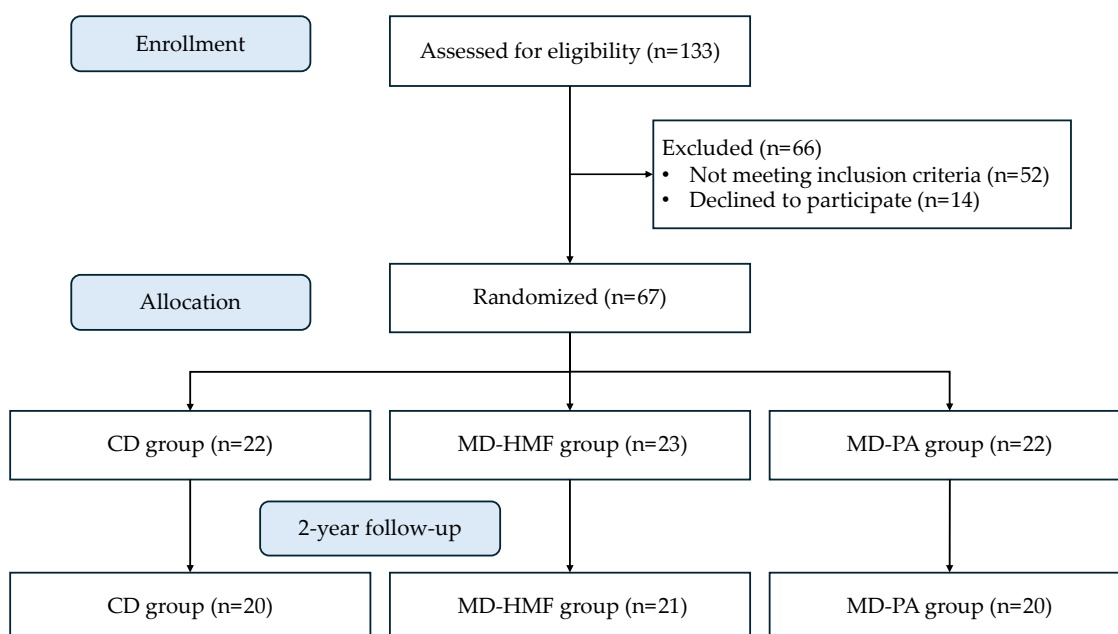 Enrollment
Assessed for eligibility (n=133)
Excluded (n=66)
• Not meeting inclusion criteria (n=52)
• Declined to participate (n=14)
Allocation
Randomized (n=67)
CD group (n=22)
MD-HMF group (n=23)
MD-PA group (n=22)
2-year follow-up
CD group (n=20)
MD-HMF group (n=21)
MD-PA group (n=20)